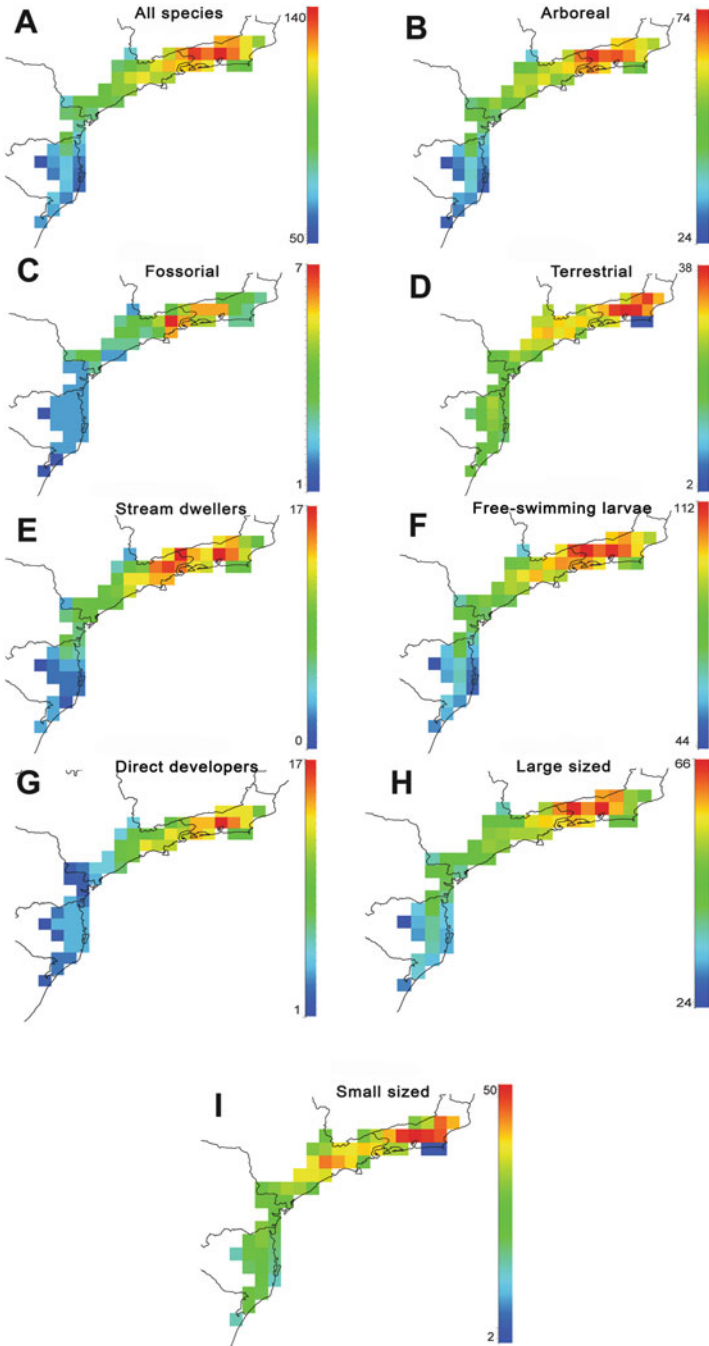 A
All species
140
50
B
Arboreal
74
24
C
Fossorial
7
1
D
Terrestrial
38
2
E
Stream dwellers
17
0
F
Free-swimming larvae
112
44
G
Direct developers
17
1
H
Large sized
66
24
I
Small sized
50
2